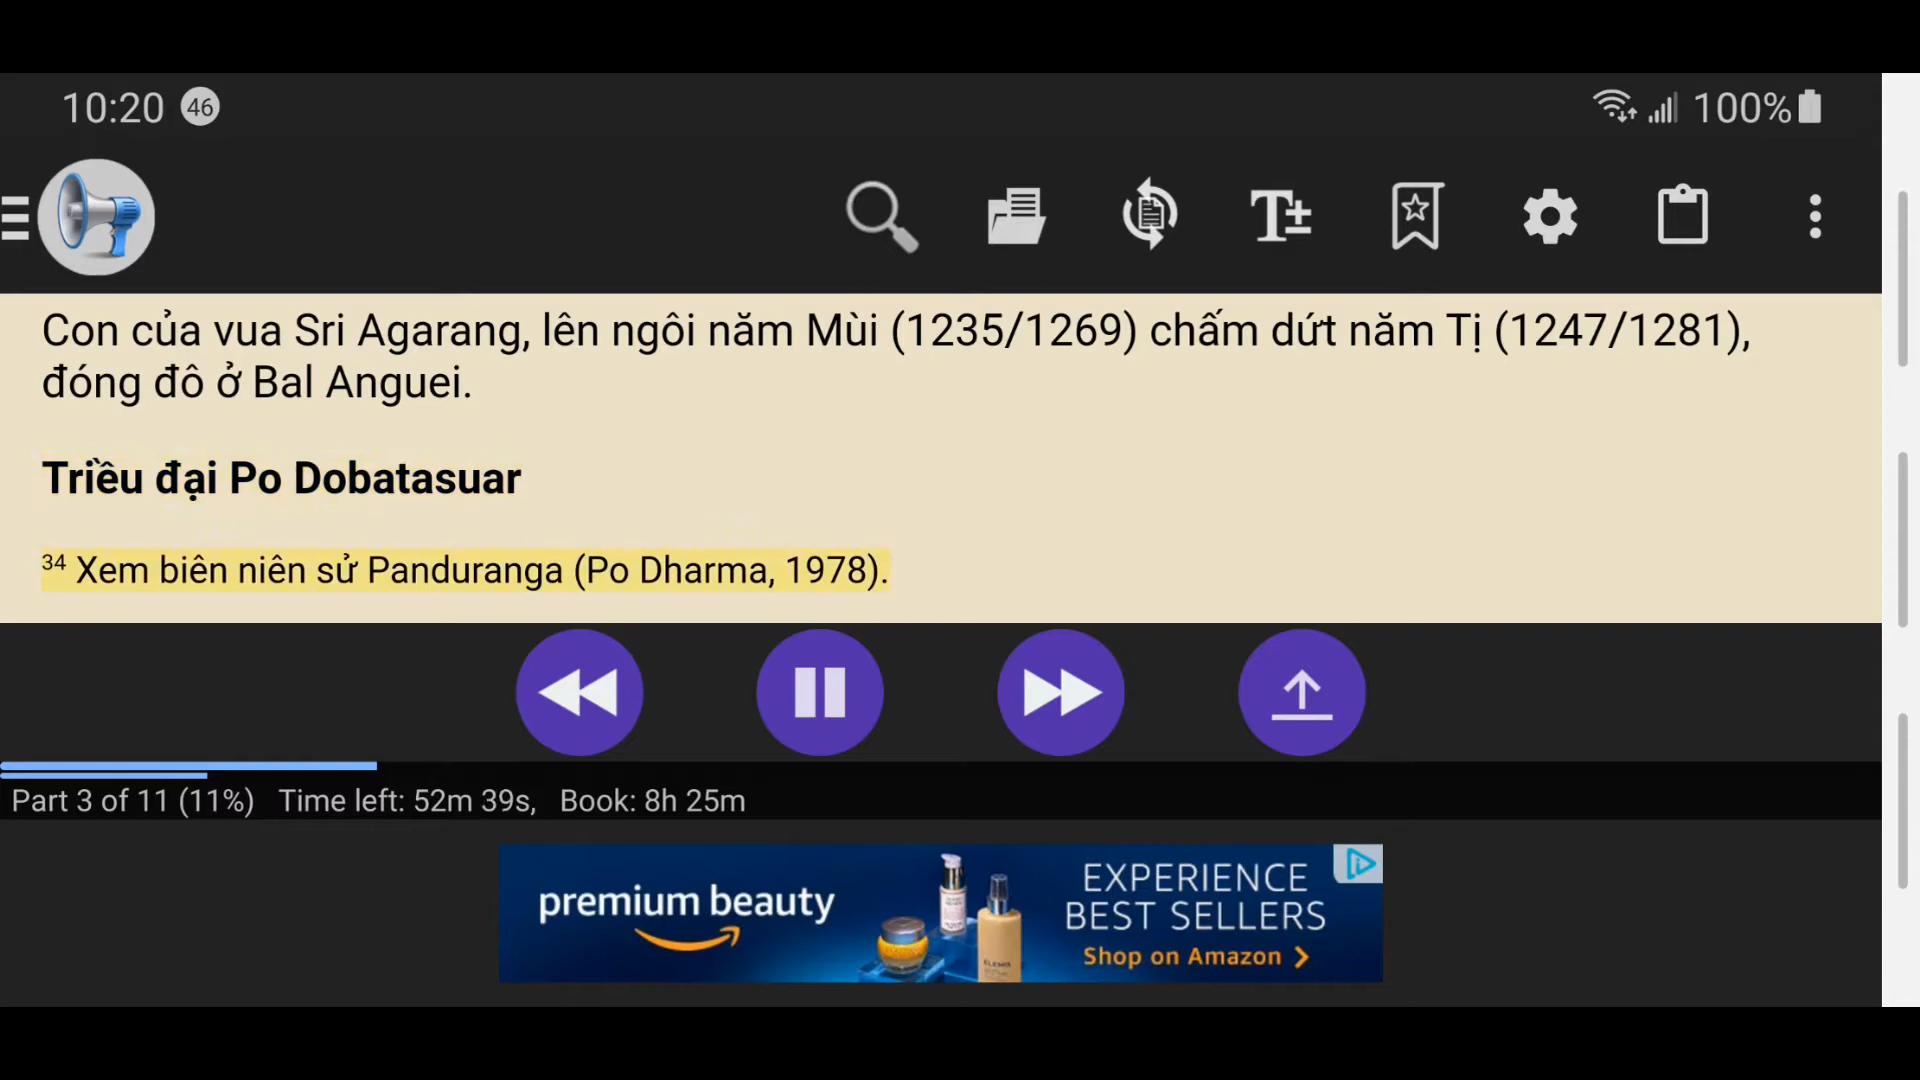 10:20 46 100%
T±
Con của vua Sri Agarang, lên ngôi năm Mùi (1235/1269) chấm dứt năm Tị (1247/1281),
đóng đô ở Bal Anguei.
Triều đại Po Dobatasuar
34 Xem biên niên sử Panduranga (Po Dharma, 1978).
Part 3 of 11 (11%) Time left: 52m 39s, Book: 8h 25m
premium beauty
EXPERIENCE
BEST SELLERS
Shop on Amazon
ELEMIS